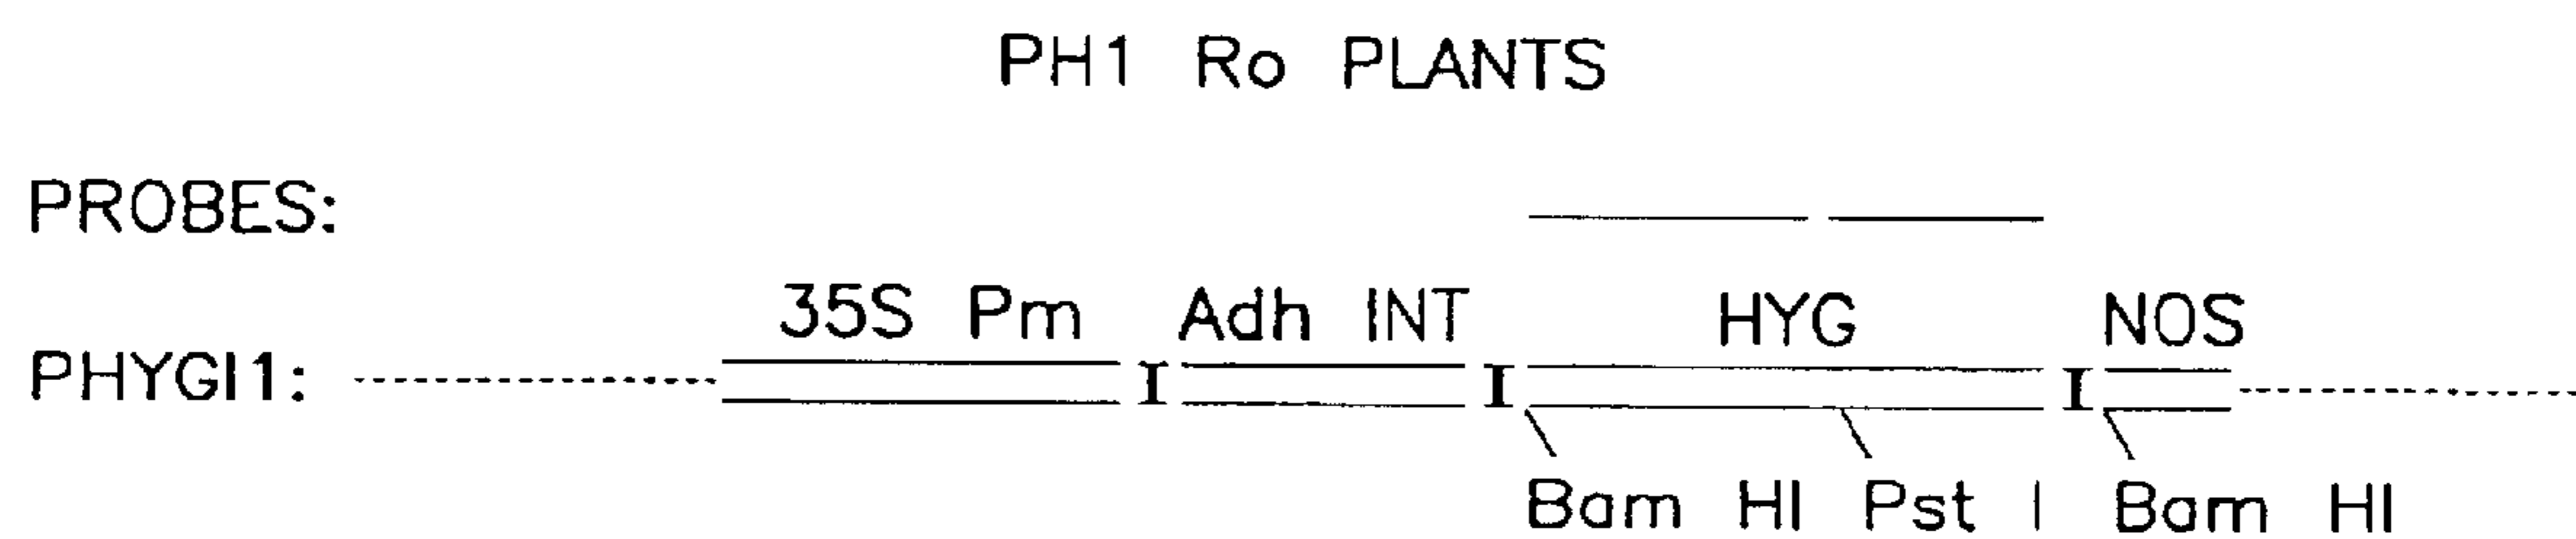 PH1 Ro PLANTS
PROBES:
35S Pm Adh INT HYG NOS
PHYGI1:
Bam HI Pst I Bam HI